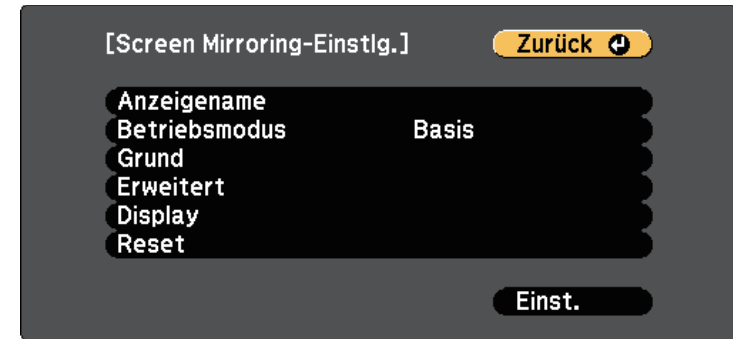 [Screen Mirroring-Einstlg.] Zurück
Anzeigename
Betriebsmodus Basis
Grund
Erweitert
Display
Reset
Einst.